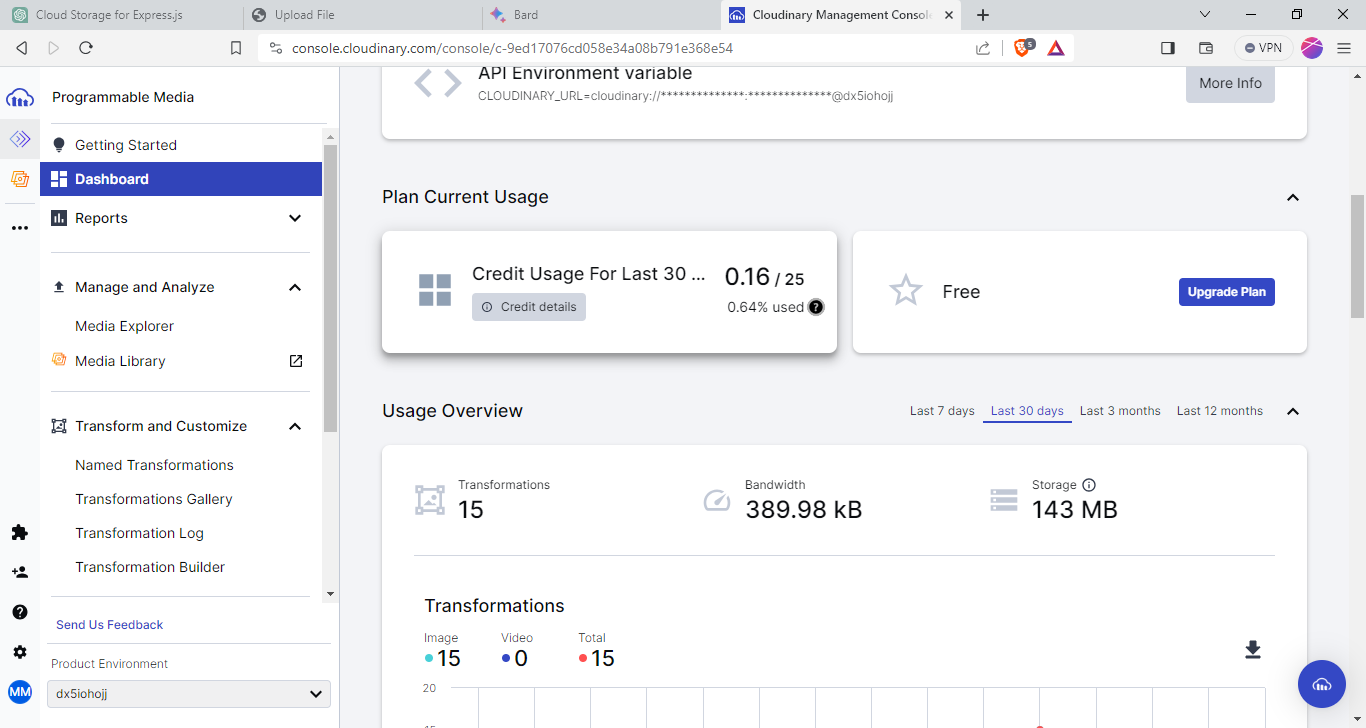 Cloud Storage for Express.js
Upload File
Bard
Cloudinary Management Console
console.cloudinary.com/console/c-9ed17076cd058e34a08b791e368e54
5
VPN
Programmable Media
Getting Started
Dashboard
Reports
Manage and Analyze
Media Explorer
Media Library
Transform and Customize
Named Transformations
Transformations Gallery
Transformation Log
Transformation Builder
Send Us Feedback
Product Environment
MM
dx5iohojj
API Environment variable
CLOUDINARY_URL=cloudinary://**************:**************@dx5iohojj
More Info
Plan Current Usage
Credit Usage For Last 30 ...
0.16 / 25
Credit details
0.64% used
Free
Upgrade Plan
Usage Overview
Last 7 days
Last 30 days
Last 3 months
Last 12 months
Transformations
15
Bandwidth
389.98 kB
Storage
143 MB
Transformations
Image
15
Video
0
Total
15
20